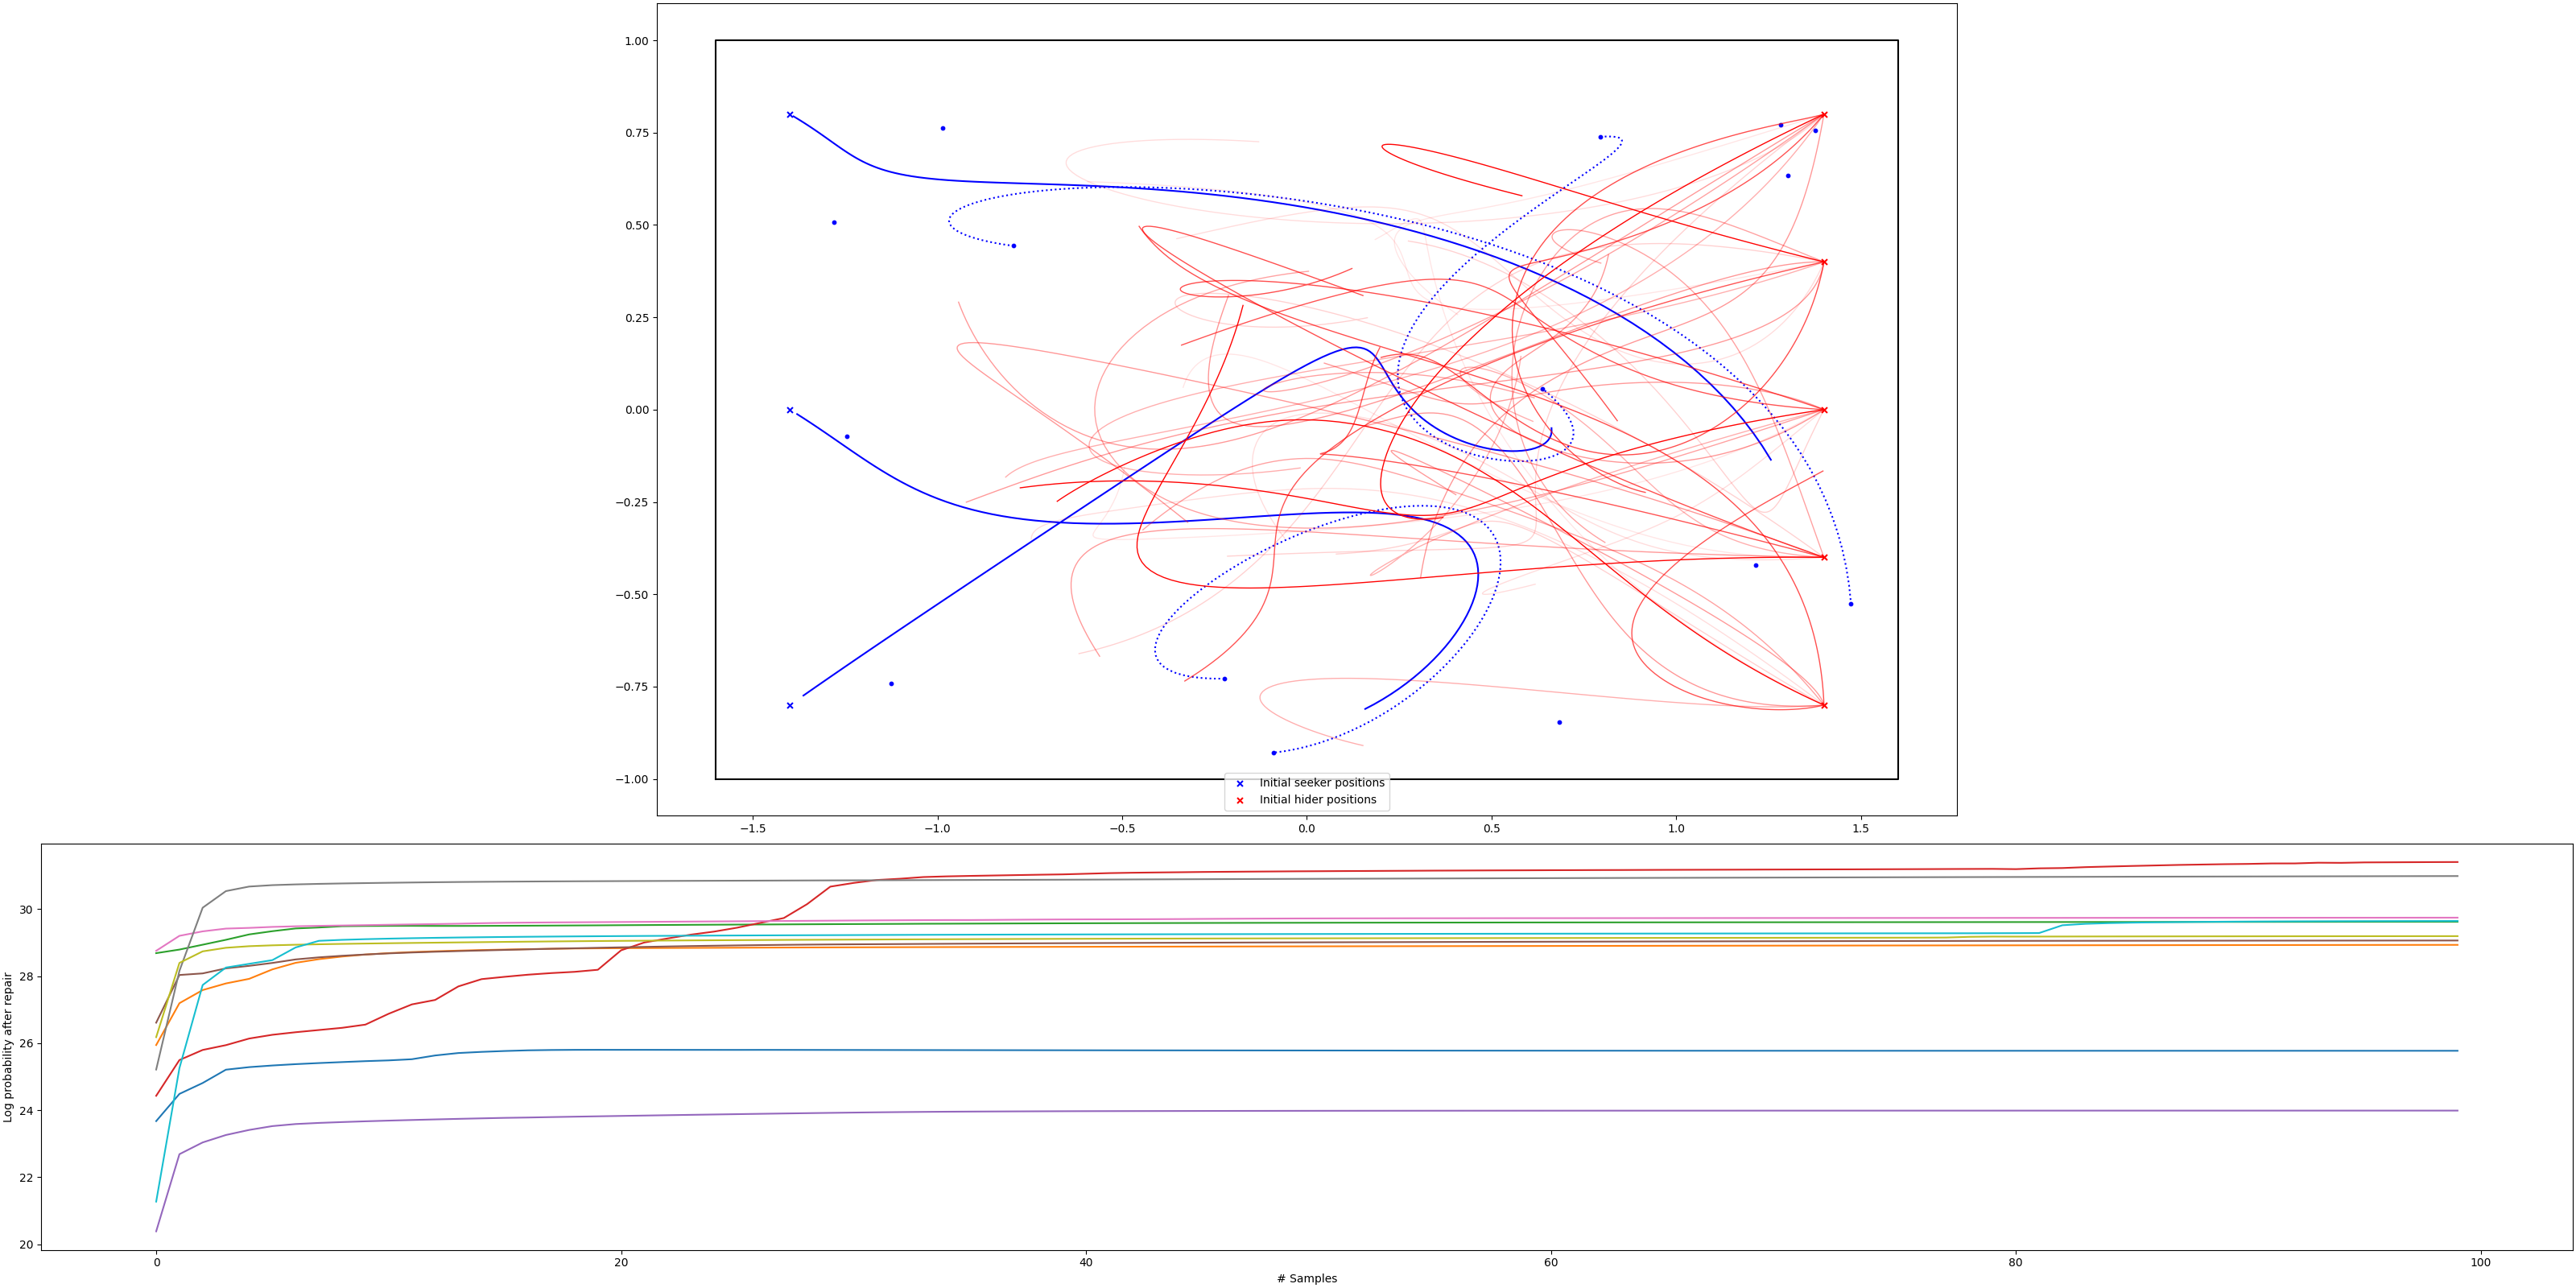 1.00
0.75
0.50
0.25
0.00
−0.25
−0.50
−0.75
−1.00
Initial seeker positions
Initial hider positions
−1.5 −1.0 −0.5 0.0 0.5 1.0 1.5
Log probability after repair
30
28
26
24
22
20
0 20 40 60 80 100
# Samples